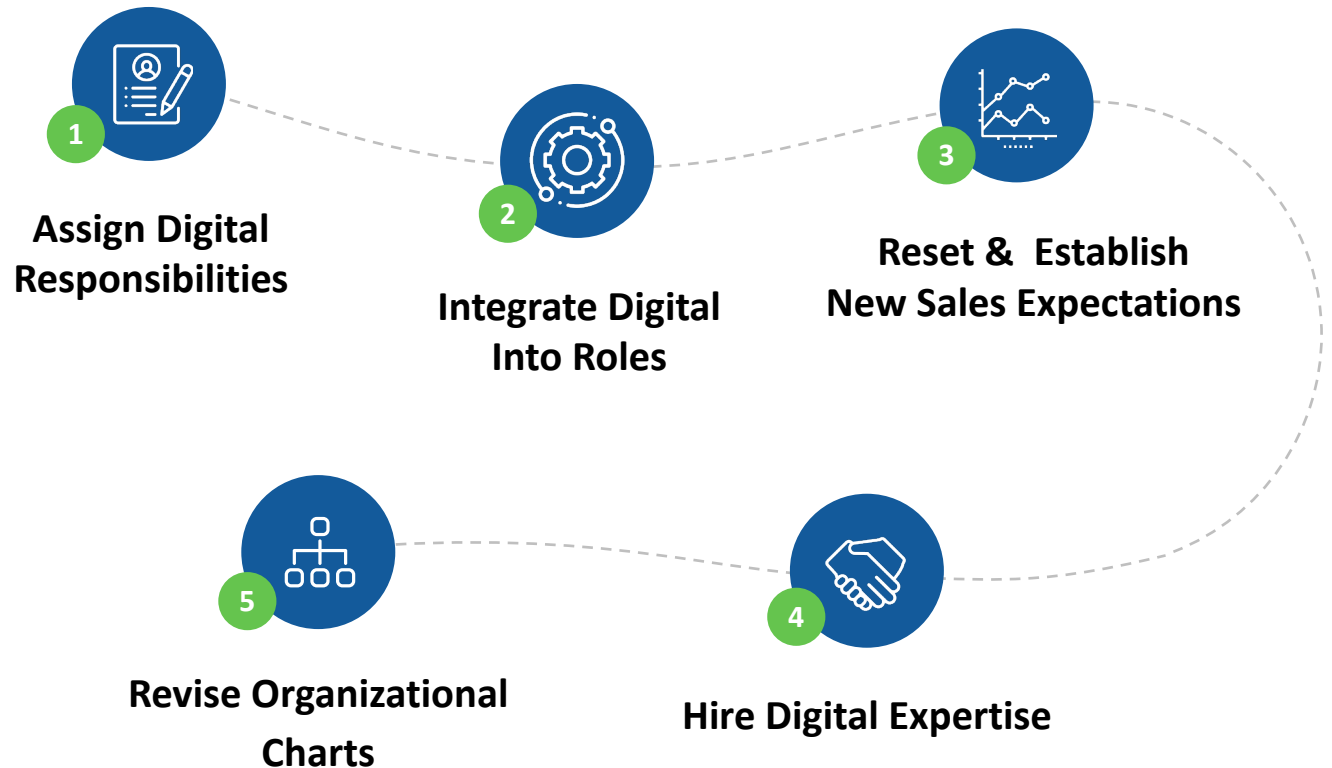 1
Assign Digital
Responsibilities
2
Integrate Digital
Into Roles
3
Reset &  Establish
New Sales Expectations
4
Hire Digital Expertise
5
Revise Organizational
Charts